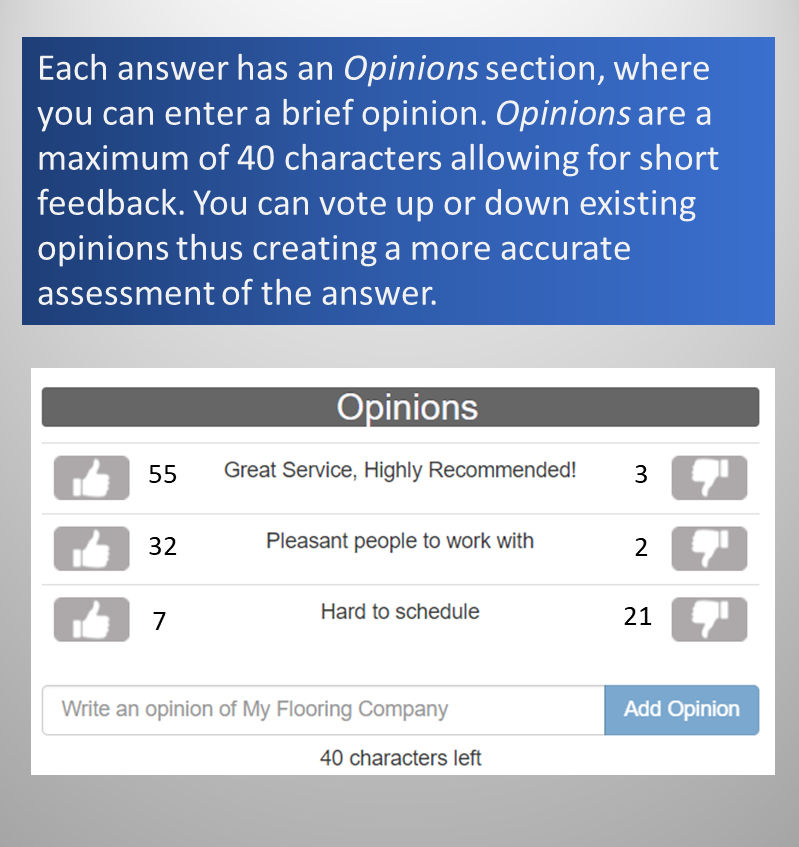 Each answer has an Opinions section, where
you can enter a brief opinion. Opinions are a
maximum of 40 characters allowing for short
feedback. You can vote up or down existing
opinions thus creating a more accurate
assessment of the answer.
Opinions
55 Great Service, Highly Recommended! 3
32 Pleasant people to work with 2
7 Hard to schedule 21
Write an opinion of My Flooring Company Add Opinion
40 characters left